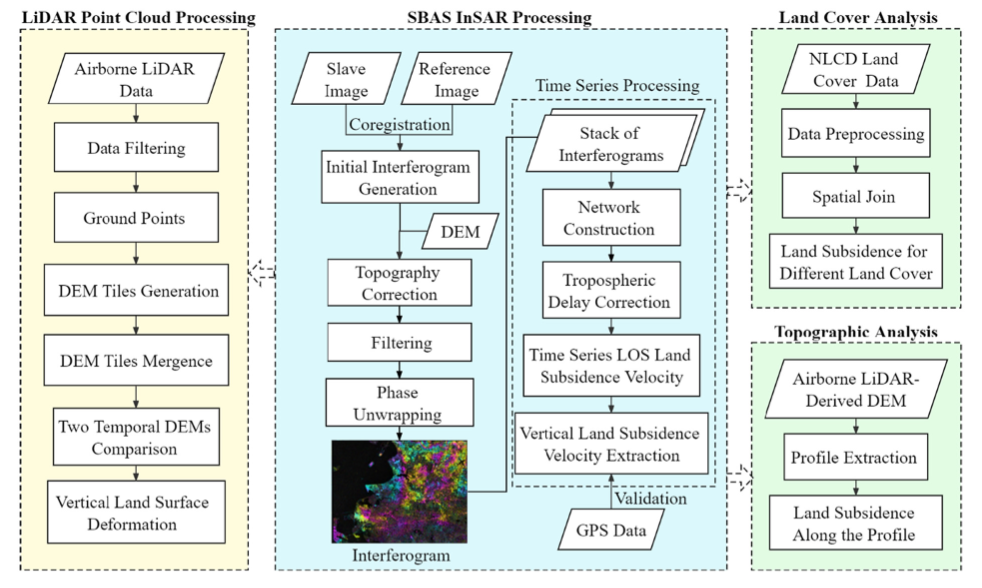 LiDAR Point Cloud Processing
Airborne LiDAR
Data
Data Filtering
Ground Points
DEM Tiles Generation
DEM Tiles Mergence
Two Temporal DEMs
Comparison
Vertical Land Surface
Deformation
SBAS InSAR Processing
Slave
Image
Reference
Image
Coregistration
Initial Interferogram
Generation
DEM
Topography
Correction
Filtering
Phase
Unwrapping
Interferogram
Time Series Processing
Stack of
Interferograms
Network
Construction
Tropospheric
Delay Correction
Time Series LOS Land
Subsidence Velocity
Vertical Land Subsidence
Velocity Extraction
Validation
GPS Data
Land Cover Analysis
NLCD Land
Cover Data
Data Preprocessing
Spatial Join
Land Subsidence for
Different Land Cover
Topographic Analysis
Airborne LiDAR-
Derived DEM
Profile Extraction
Land Subsidence
Along the Profile